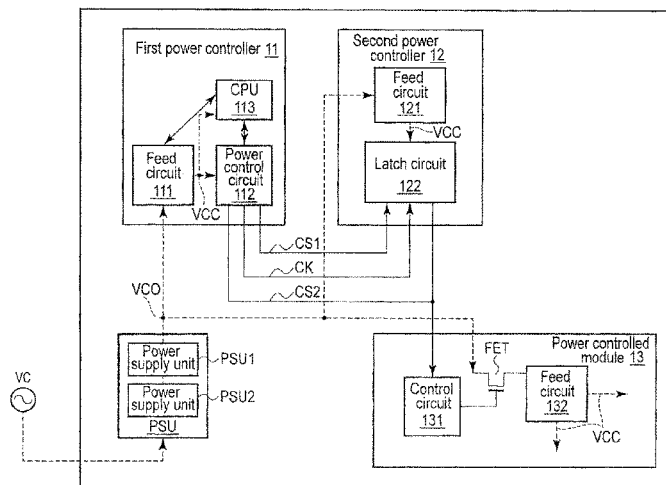 First power controller 11
CPU
113
Feed
circuit
111
Power
control
circuit
112
VCC
Second power
controller 12
Feed
circuit
121
VCC
Latch circuit
122
CS1
CK
CS2
VCO
Power
supply unit
PSU1
Power
supply unit
PSU2
PSU
VC
Power controlled
module 13
FET
Control
circuit
131
Feed
circuit
132
VCC